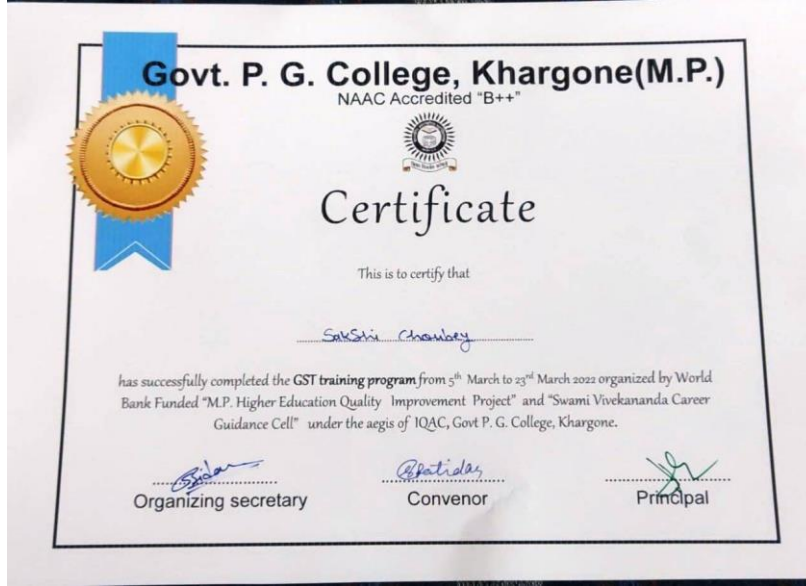 Govt. P. G. College, Khargone(M.P.)
NAAC Accredited "B++"
Certificate
This is to certify that
Sakshi Choubey
has successfully completed the GST training program from 5th March to 23rd March 2022 organized by World
Bank Funded "M.P. Higher Education Quality Improvement Project" and "Swami Vivekananda Career
Guidance Cell" under the aegis of IQAC, Govt P. G. College, Khargone.
Organizing secretary
Convenor
Principal